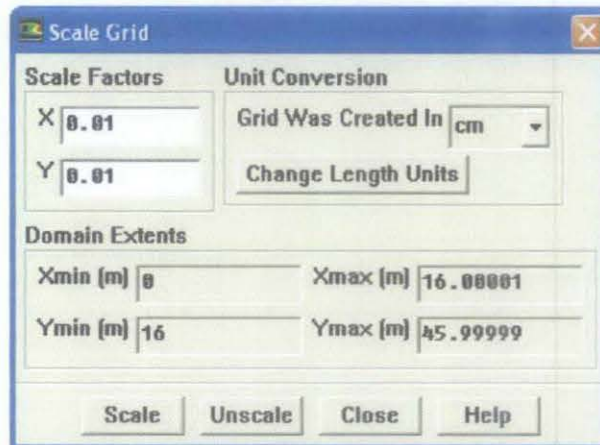 Scale Grid
Scale Factors
Unit Conversion
X 0.01
Grid Was Created In cm
Y 0.01
Change Length Units
Domain Extents
Xmin (m) 0
Xmax (m) 16.00001
Ymin (m) 16
Ymax (m) 45.99999
Scale Unscale Close Help